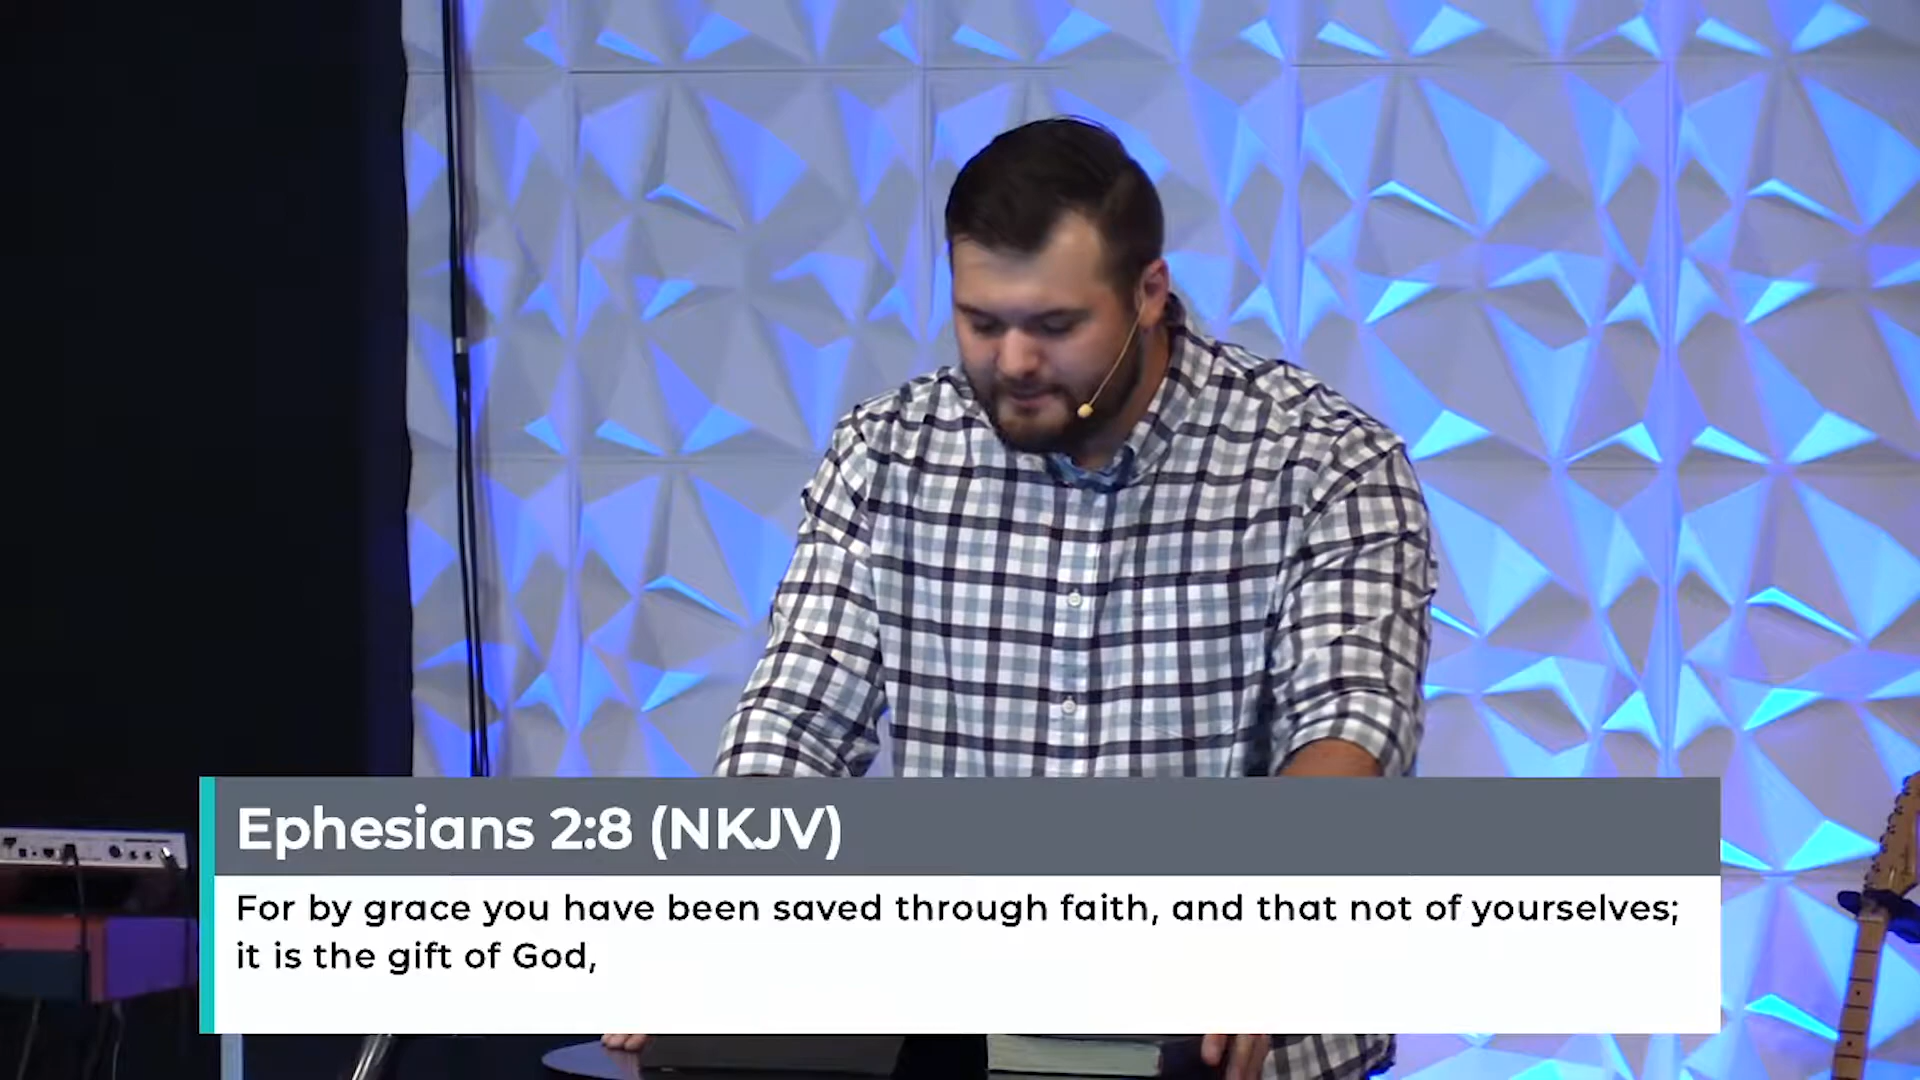 Ephesians 2:8 (NKJV)
For by grace you have been saved through faith, and that not of yourselves;
it is the gift of God,